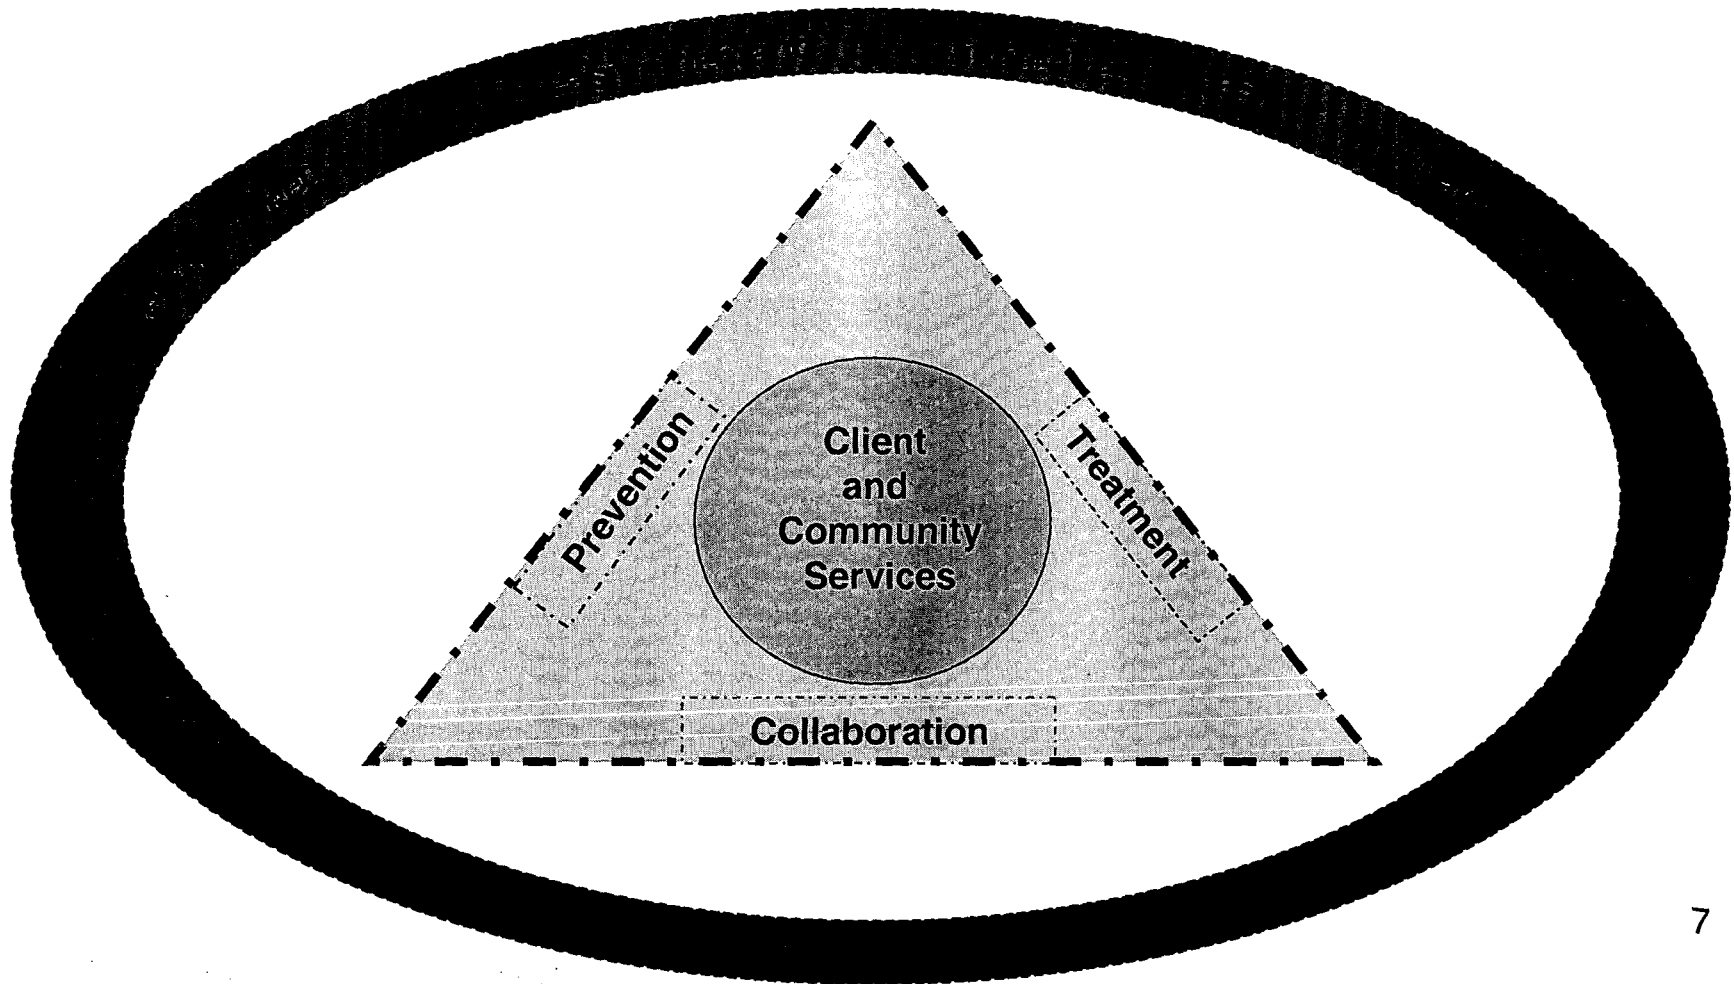 Client
and
Community
Services
Prevention
Treatment
Collaboration
7